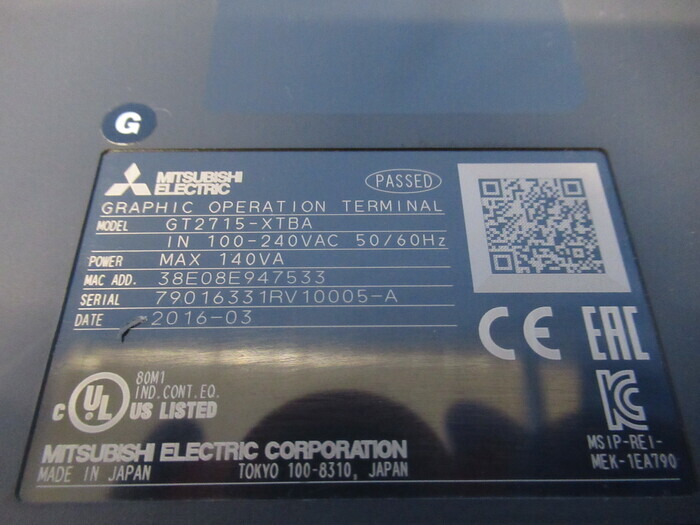 G
MITSUBISHI
ELECTRIC
PASSED
GRAPHIC OPERATION TERMINAL
MODEL GT2715-XTBA
IN 100-240VAC 50/60Hz
POWER MAX 140VA
MAC ADD. 38E08E947533
SERIAL 79016331RV10005-A
DATE 2016-03
CE EAC
80M1
IND.CONT.EQ.
C UL US LISTED
KC
MSIP-REI-
MEK-1EA790
MITSUBISHI ELECTRIC CORPORATION
MADE IN JAPAN TOKYO 100-8310, JAPAN